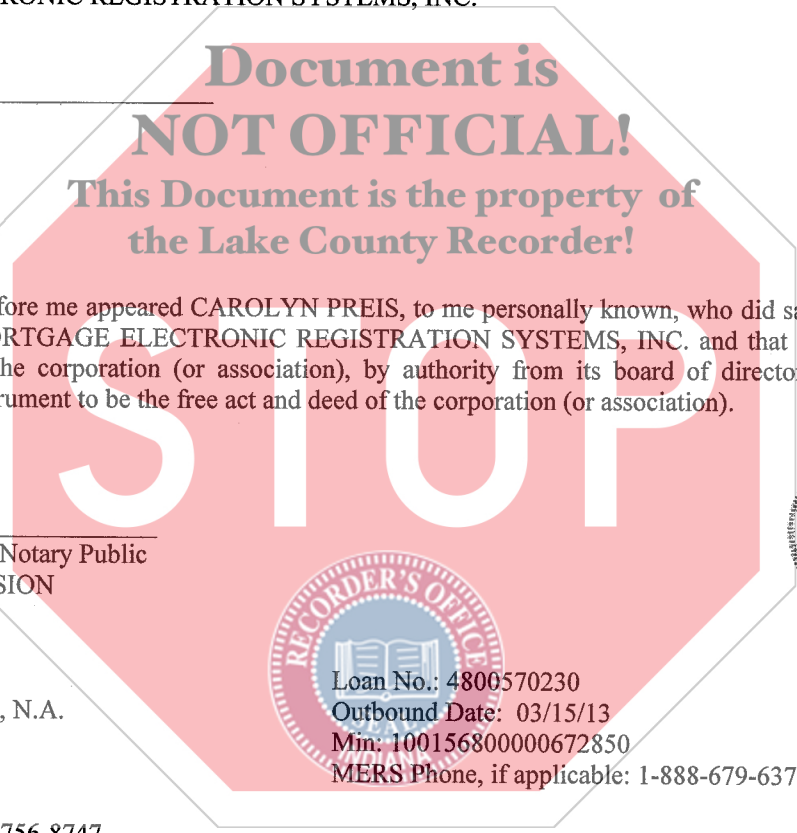 RONIC REGISTRATION SYSTEMS, INC.
Document is
NOT OFFICIAL!
This Document is the property of
the Lake County Recorder!
fore me appeared CAROLYN PREIS, to me personally known, who did sa
ORTGAGE ELECTRONIC REGISTRATION SYSTEMS, INC. and that
he corporation (or association), by authority from its board of directo
rument to be the free act and deed of the corporation (or association).
STOP
Notary Public
SION
RECORDER'S OFFICE
SEAL
INDIANA
, N.A.
Loan No.: 4800570230
Outbound Date: 03/15/13
Min: 100156800000672850
MERS Phone, if applicable: 1-888-679-637
756-8747